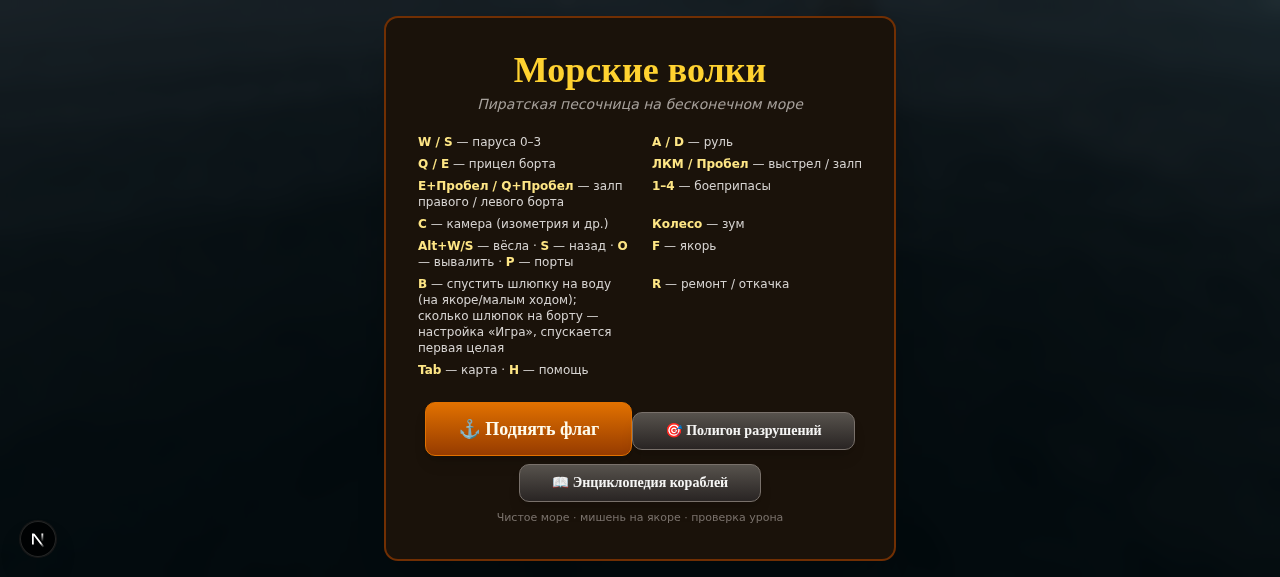 Морские волки
Пиратская песочница на бесконечном море
W / S — паруса 0–3
A / D — руль
Q / E — прицел борта
ЛКМ / Пробел — выстрел / залп
E+Пробел / Q+Пробел — залп
правого / левого борта
1–4 — боеприпасы
C — камера (изометрия и др.)
Колесо — зум
Alt+W/S — вёсла · S — назад · O
— вывалить · P — порты
F — якорь
B — спустить шлюпку на воду
(на якоре/малым ходом);
сколько шлюпок на борту —
настройка «Игра», спускается
первая целая
R — ремонт / откачка
Tab — карта · H — помощь
⚓ Поднять флаг
🎯 Полигон разрушений
📖 Энциклопедия кораблей
Чистое море · мишень на якоре · проверка урона
N